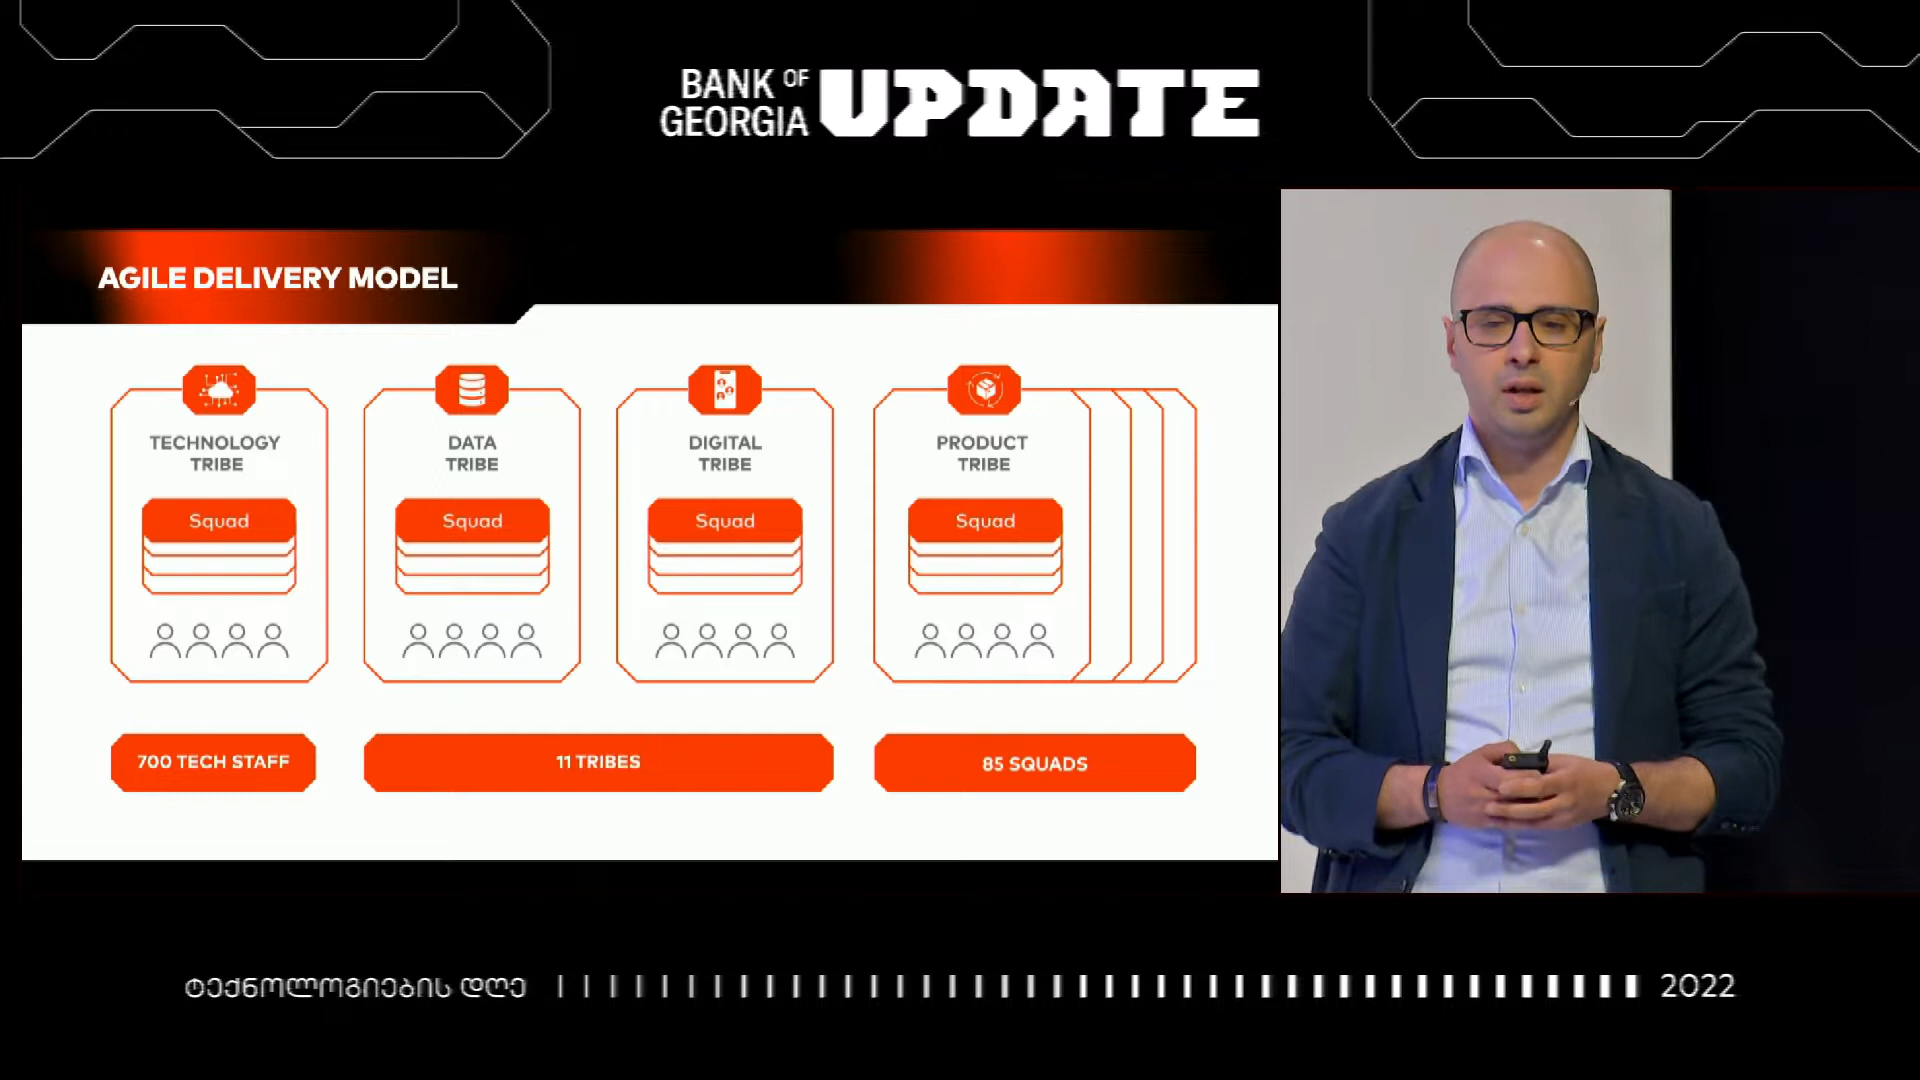 BANK OF
GEORGIA
UPDATE
AGILE DELIVERY MODEL
TECHNOLOGY
TRIBE
Squad
DATA
TRIBE
Squad
DIGITAL
TRIBE
Squad
PRODUCT
TRIBE
Squad
700 TECH STAFF
11 TRIBES
85 SQUADS
ტექნოლოგიების დღე
2022